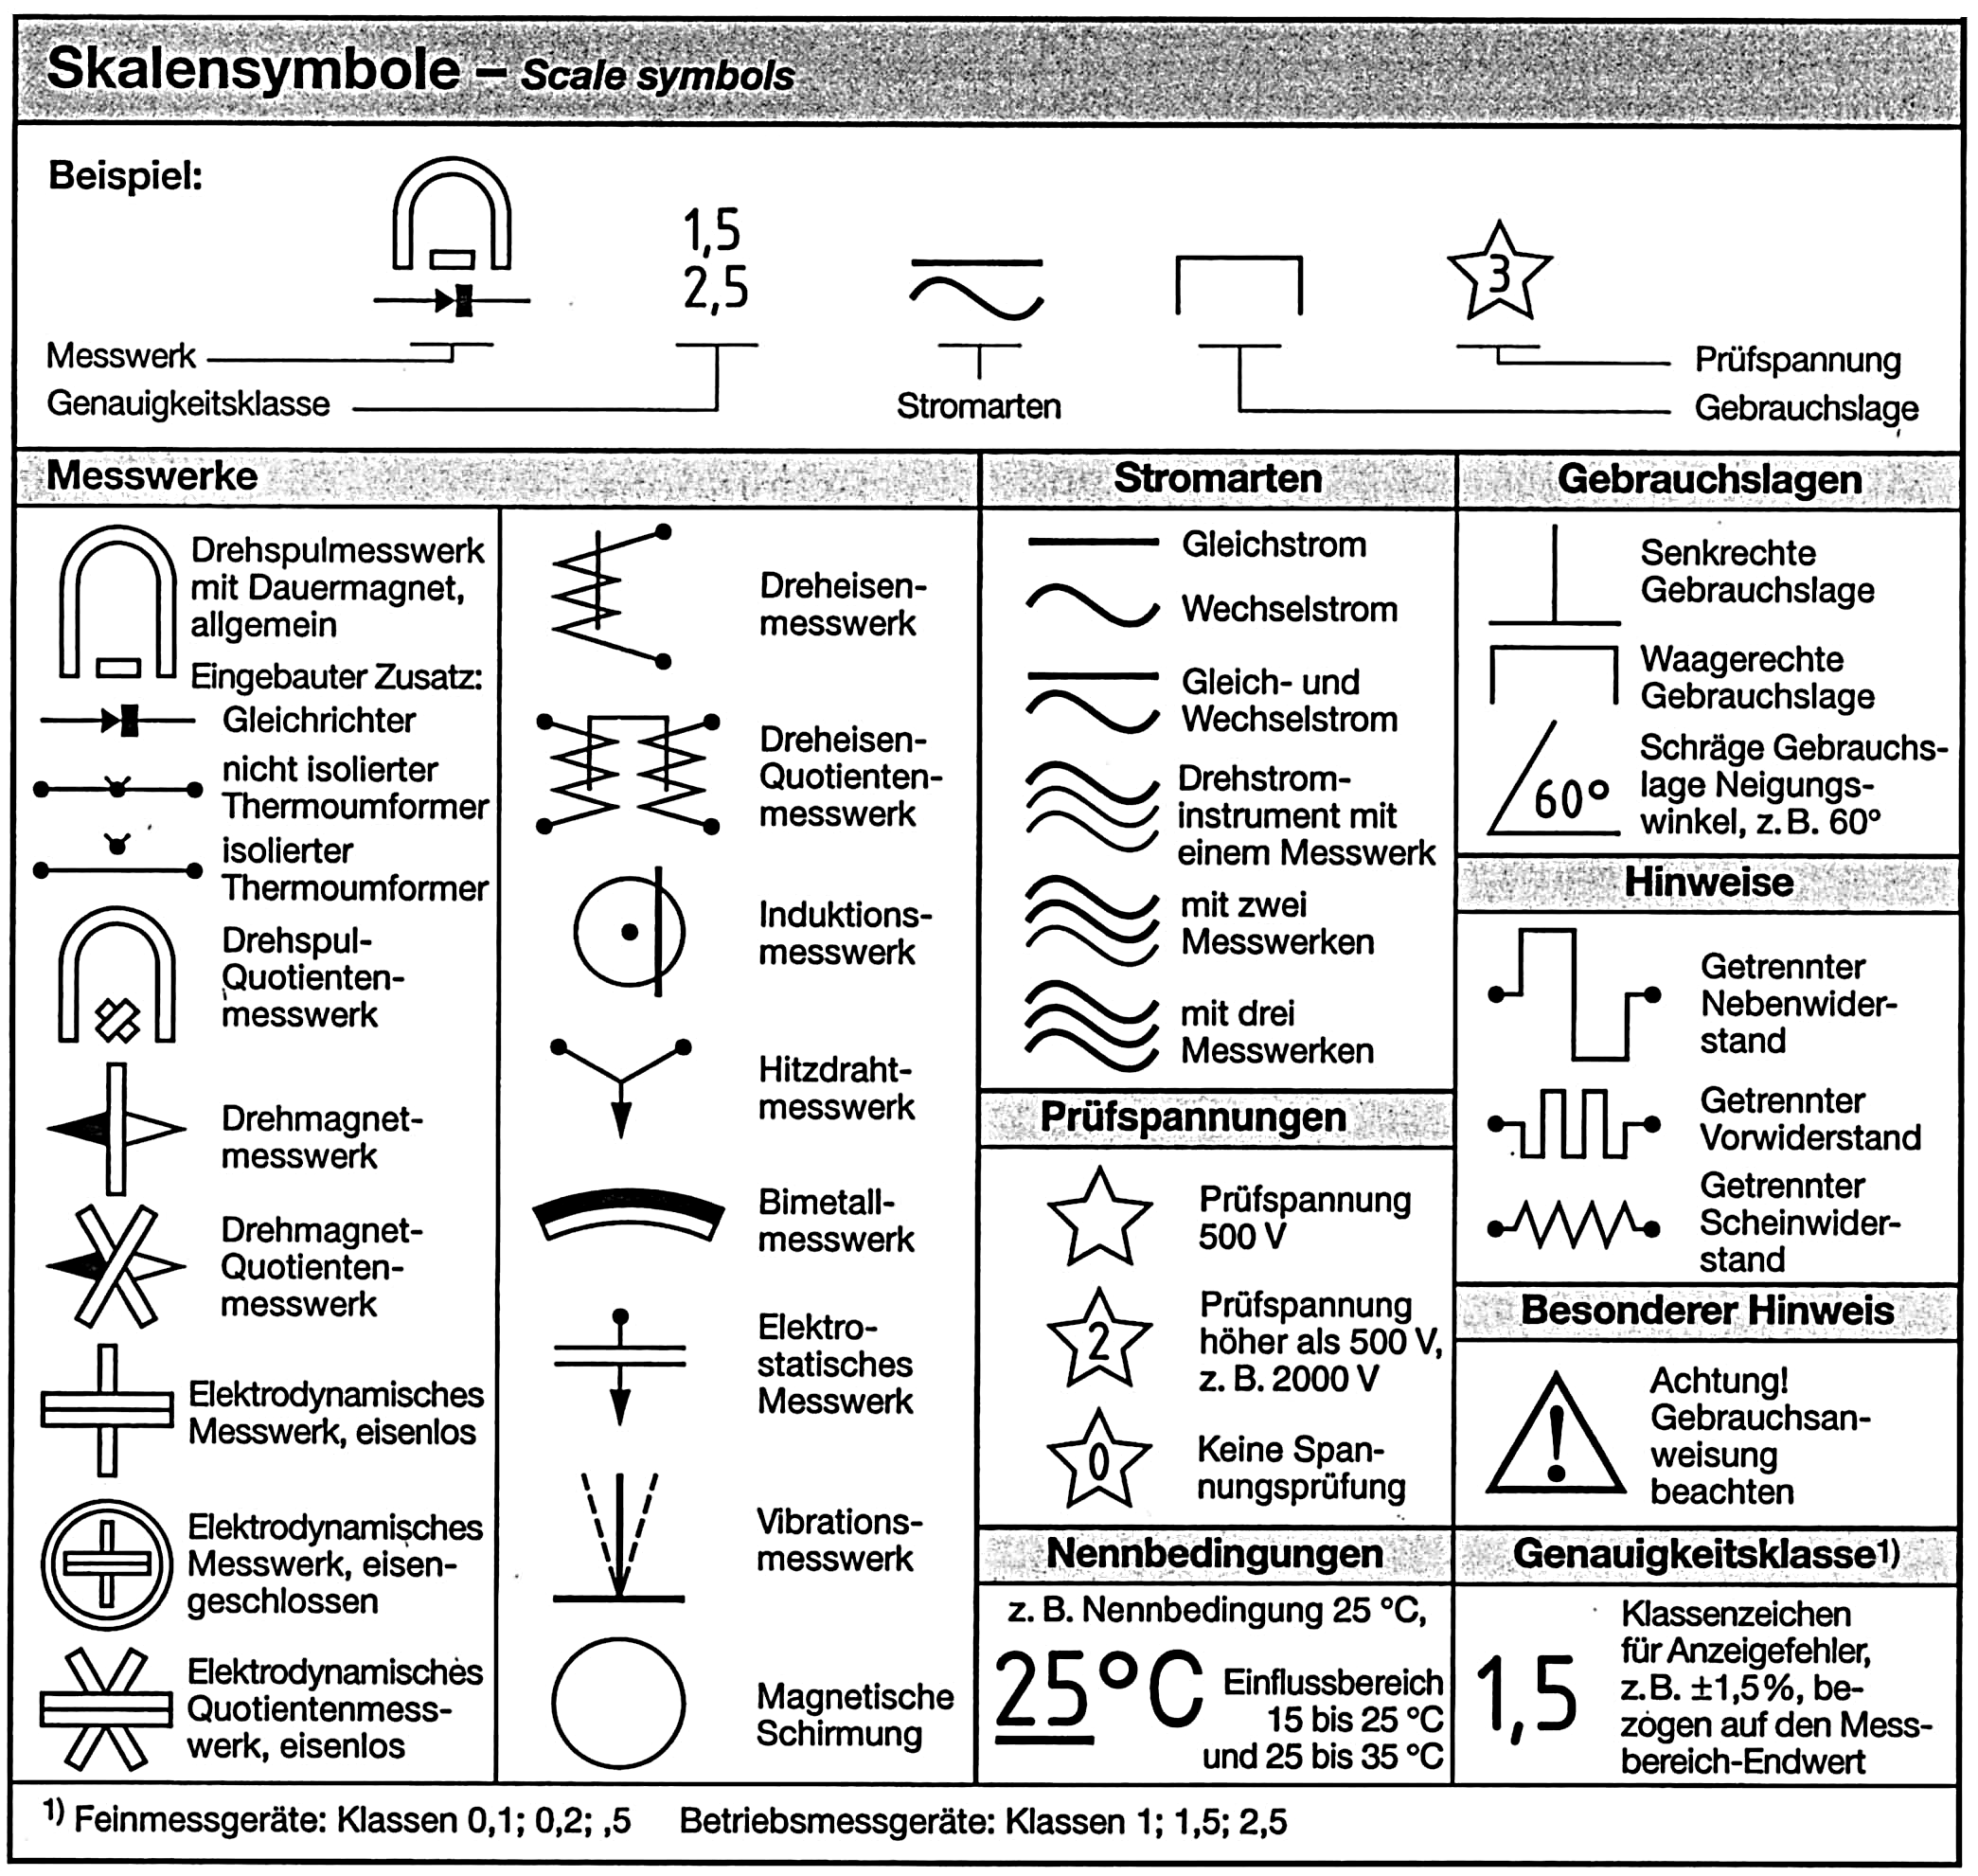 Skalensymbole – Scale symbols
Beispiel:
1,5
2,5
3
Messwerk
Genauigkeitsklasse
Stromarten
Prüfspannung
Gebrauchslage
Messwerke
Drehspulmesswerk
mit Dauermagnet,
allgemein
Eingebauter Zusatz:
Gleichrichter
nicht isolierter
Thermoumformer
isolierter
Thermoumformer
Drehspul-
Quotienten-
messwerk
Drehmagnet-
messwerk
Drehmagnet-
Quotienten-
messwerk
Elektrodynamisches
Messwerk, eisenlos
Elektrodynamisches
Messwerk, eisen-
geschlossen
Elektrodynamisches
Quotientenmess-
werk, eisenlos
Dreheisen-
messwerk
Dreheisen-
Quotienten-
messwerk
Induktions-
messwerk
Hitzdraht-
messwerk
Bimetall-
messwerk
Elektro-
statisches
Messwerk
Vibrations-
messwerk
Magnetische
Schirmung
Stromarten
Gleichstrom
Wechselstrom
Gleich- und
Wechselstrom
Drehstrom-
instrument mit
einem Messwerk
mit zwei
Messwerken
mit drei
Messwerken
Prüfspannungen
Prüfspannung
500 V
2
Prüfspannung
höher als 500 V,
z. B. 2000 V
0
Keine Span-
nungsprüfung
Nennbedingungen
z. B. Nennbedingung 25 °C,
25°C
Einflussbereich
15 bis 25 °C
und 25 bis 35 °C
Gebrauchslagen
Senkrechte
Gebrauchslage
Waagerechte
Gebrauchslage
60°
Schräge Gebrauchs-
lage Neigungs-
winkel, z. B. 60°
Hinweise
Getrennter
Nebenwider-
stand
Getrennter
Vorwiderstand
Getrennter
Scheinwider-
stand
Besonderer Hinweis
!
Achtung!
Gebrauchsan-
weisung
beachten
Genauigkeitsklasse¹⁾
1,5
Klassenzeichen
für Anzeigefehler,
z. B. ±1,5%, be-
zogen auf den Mess-
bereich-Endwert
¹⁾ Feinmessgeräte: Klassen 0,1; 0,2; ,5 Betriebsmessgeräte: Klassen 1; 1,5; 2,5